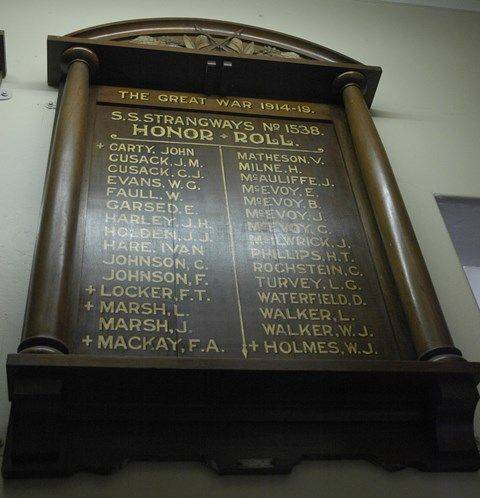 THE GREAT WAR 1914-19.
S.S. STRANGWAYS No 1538.
HONOR + ROLL.
+ CARTY, JOHN
CUSACK, J.M.
CUSACK, C.J.
EVANS, W.G.
FAULL, W.
GARSED, E.
HARLEY, J.H.
HOLDEN, J.J.
HARE, IVAN
JOHNSON, C.
JOHNSON, F.
+ LOCKER, F.T.
+ MARSH, L.
MARSH, J.
+ MACKAY, F.A.
MATHESON, V.
MILNE, H.
McAULIFFE, J.
McEVOY, E.
McEVOY, B.
McEVOY, J.
McEVOY, C.
McILWRICK, J.
PHILLIPS, H.T.
ROCHSTEIN, C.
TURVEY, L.G.
WATERFIELD, D.
WALKER, L.
WALKER, W.J.
+ HOLMES, W.J.